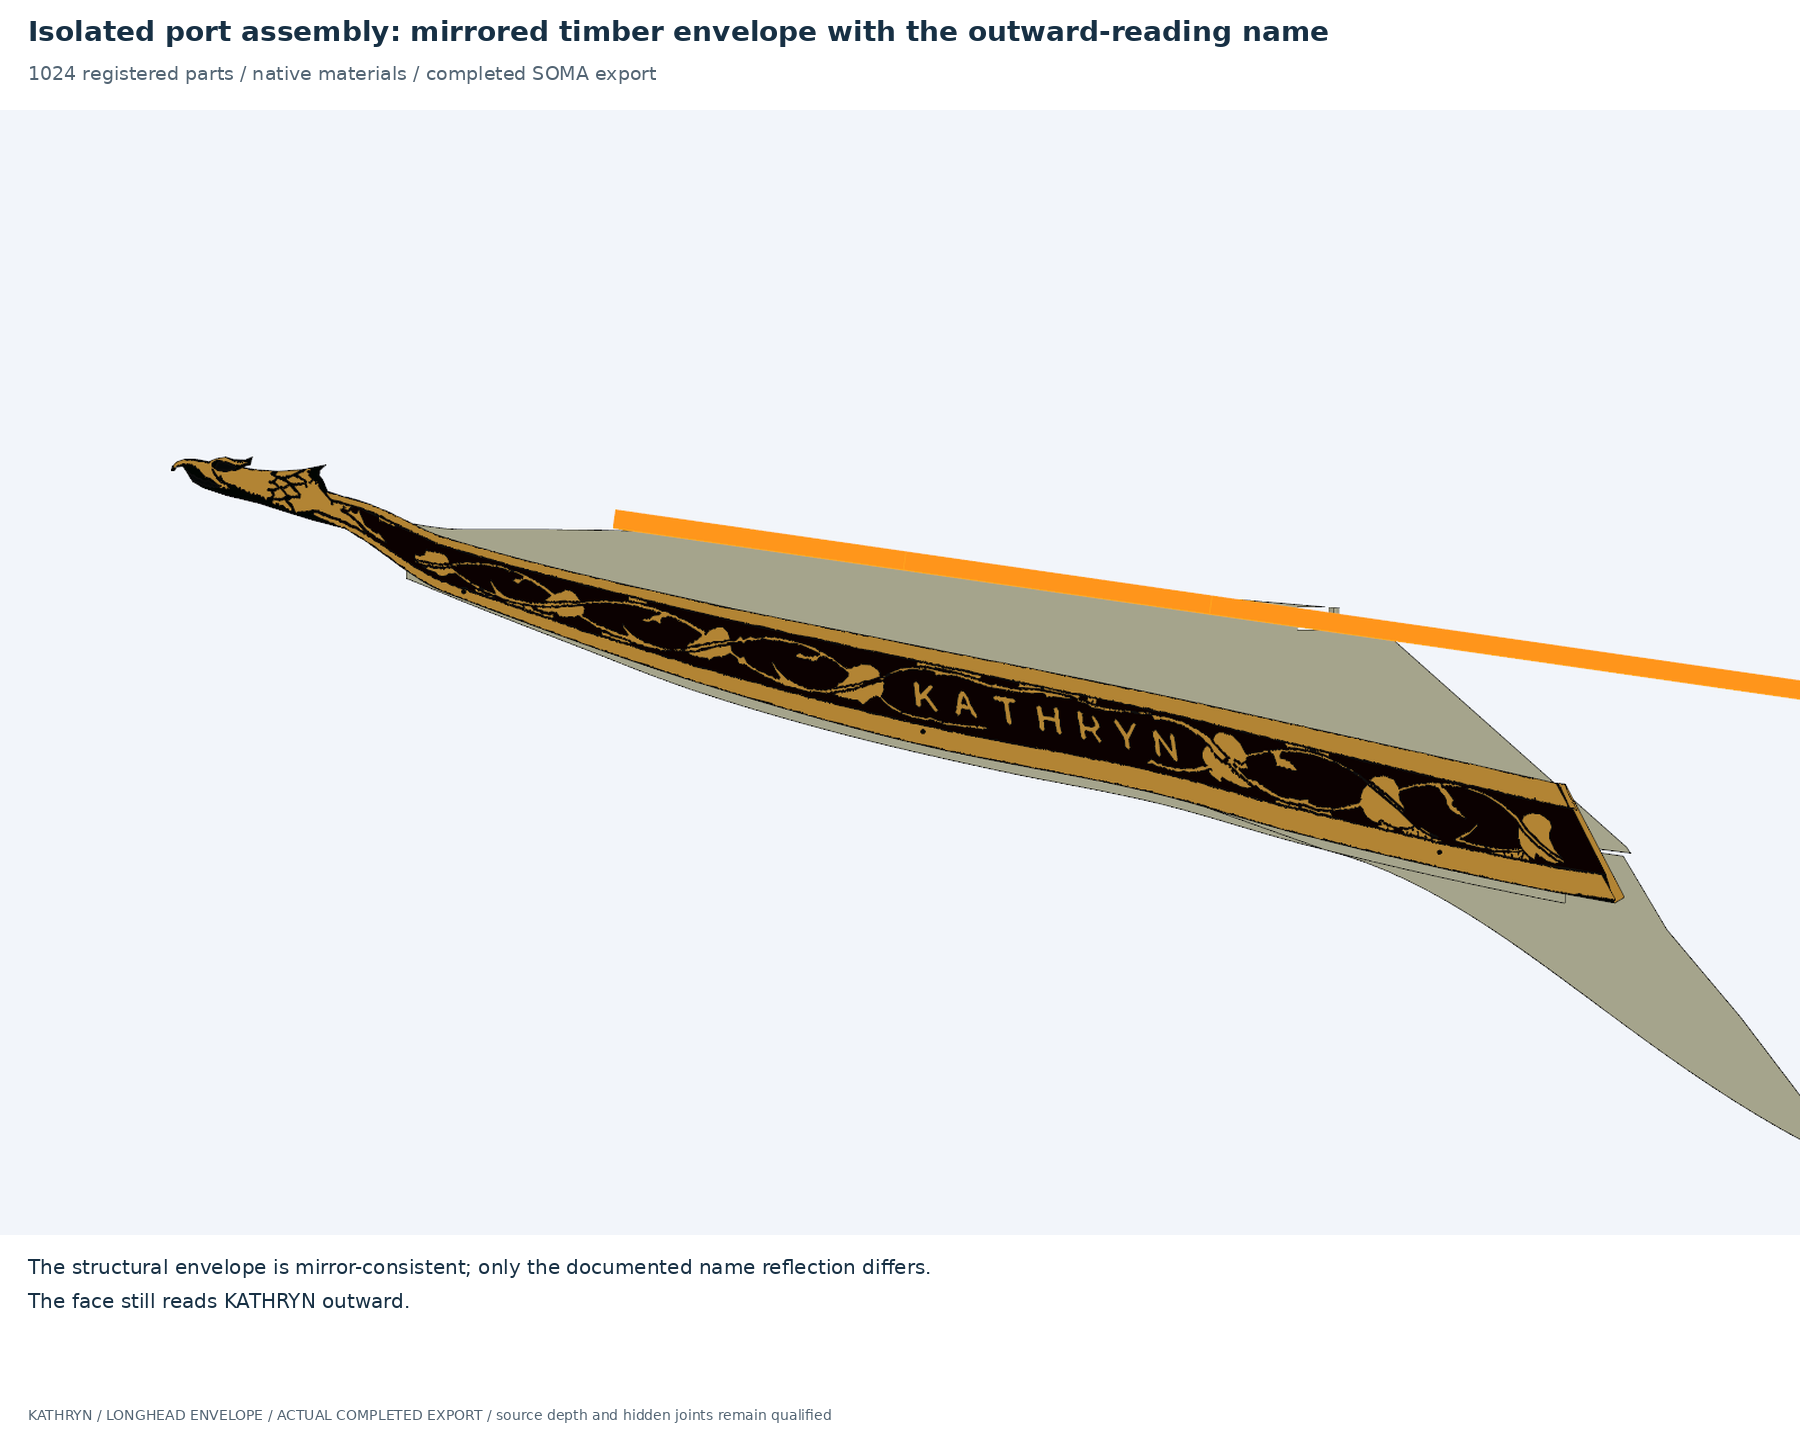 Isolated port assembly: mirrored timber envelope with the outward-reading name
1024 registered parts / native materials / completed SOMA export
KATHRYN
The structural envelope is mirror-consistent; only the documented name reflection differs.
The face still reads KATHRYN outward.
KATHRYN / LONGHEAD ENVELOPE / ACTUAL COMPLETED EXPORT / source depth and hidden joints remain qualified